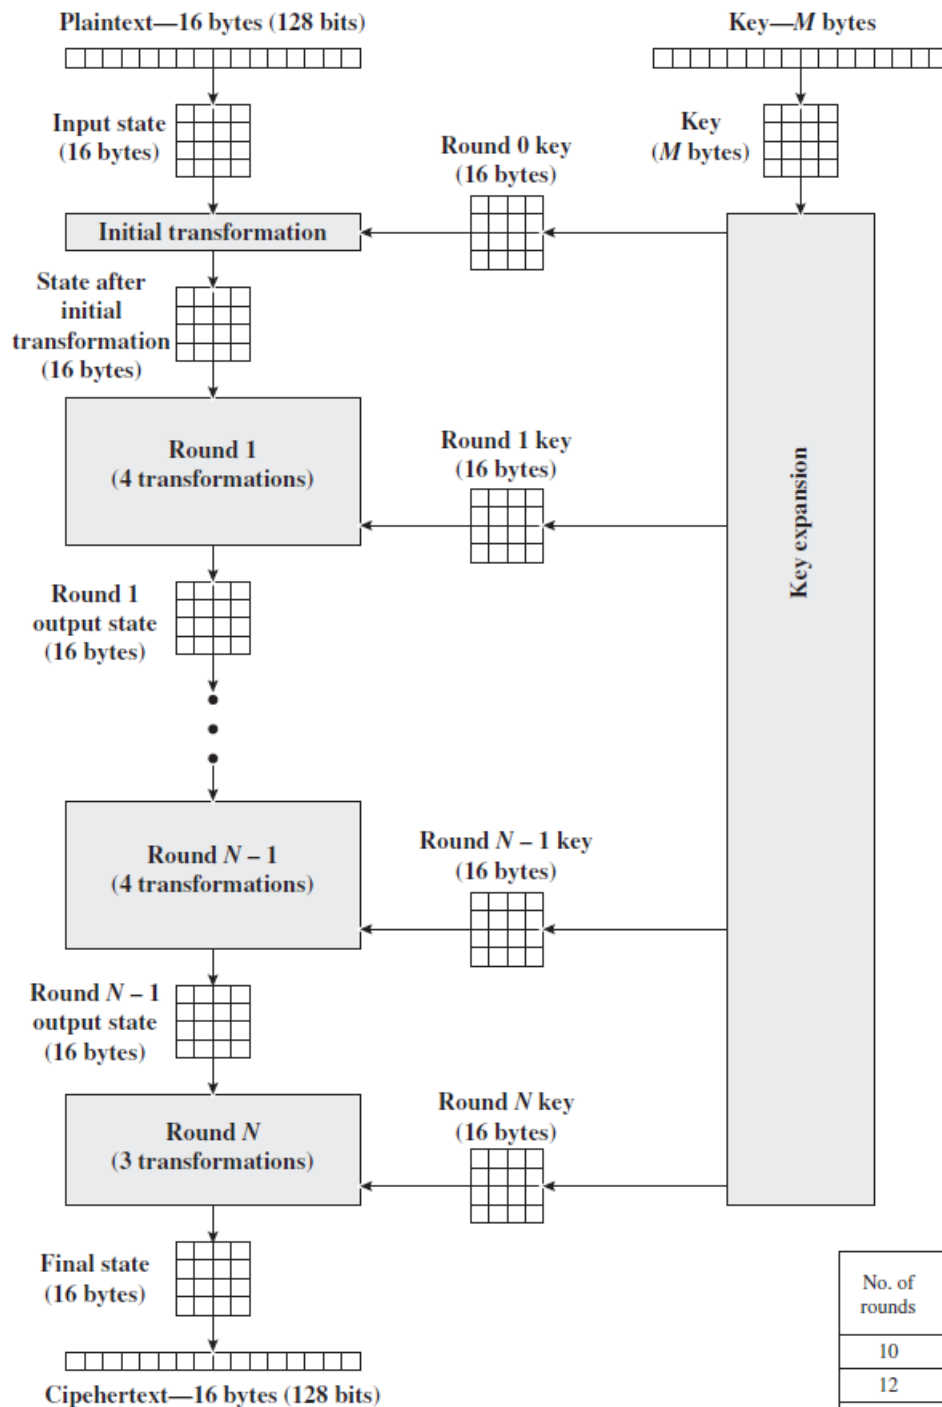 Plaintext—16 bytes (128 bits)
Key—M bytes
Input state
(16 bytes)
Key
(M bytes)
Round 0 key
(16 bytes)
Initial transformation
State after
initial
transformation
(16 bytes)
Round 1
(4 transformations)
Round 1 key
(16 bytes)
Key expansion
Round 1
output state
(16 bytes)
Round N – 1
(4 transformations)
Round N – 1 key
(16 bytes)
Round N – 1
output state
(16 bytes)
Round N
(3 transformations)
Round N key
(16 bytes)
Final state
(16 bytes)
No. of
rounds
10
12
Cipehertext—16 bytes (128 bits)